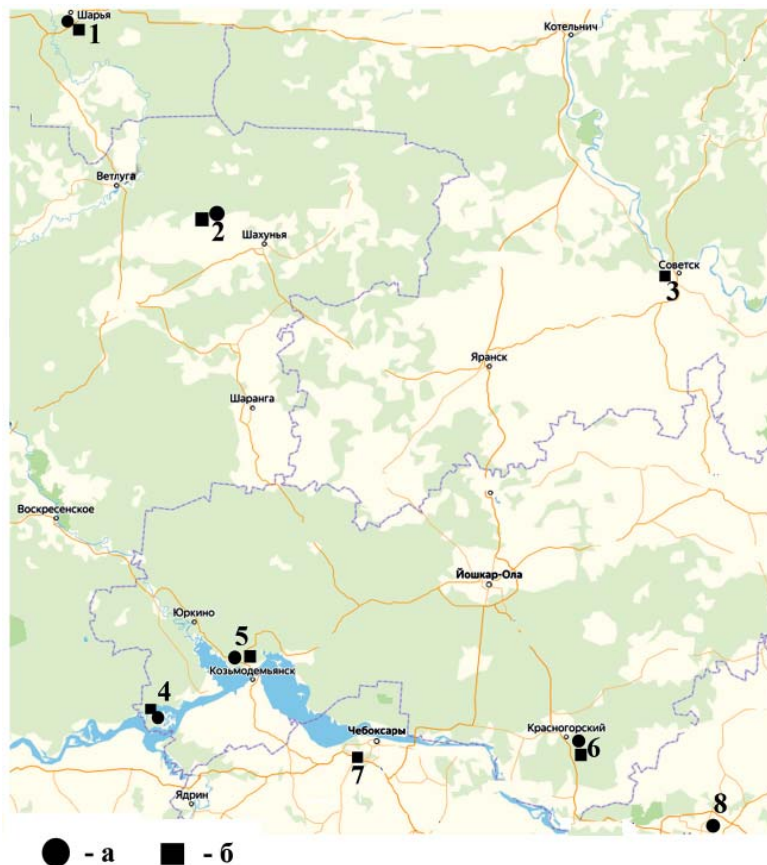 Шарья
1
Котельнич
Ветлуга
2
Шахунья
Советск
3
Яранск
Шаранга
Воскресенское
Йошкар-Ола
Юркино
5
Козьмодемьянск
4
Чебоксары
Красногорский
6
7
Ядрин
8
- а - б